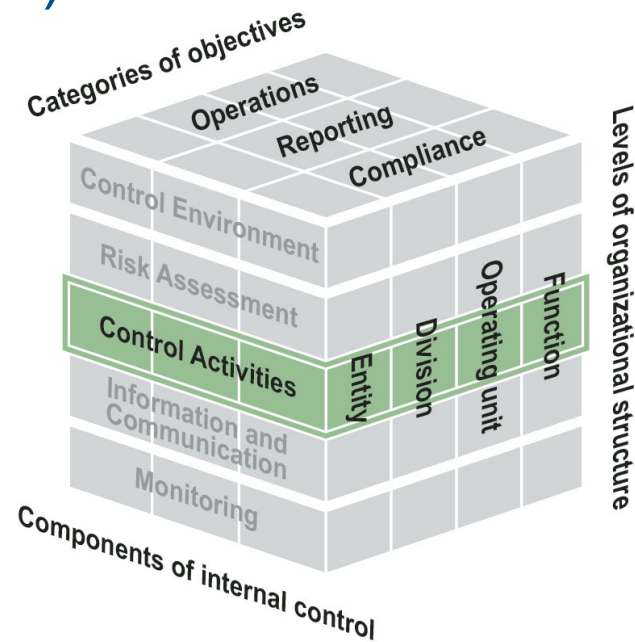 Categories of objectives
Operations
Reporting
Compliance
Levels of organizational structure
Control Environment
Risk Assessment
Control Activities
Information and
Communication
Monitoring
Entity
Division
Operating unit
Function
Components of internal control